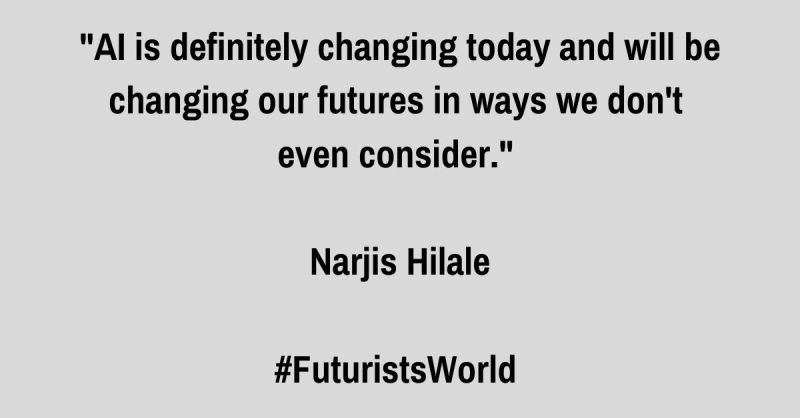 "AI is definitely changing today and will be
changing our futures in ways we don't
even consider."
Narjis Hilale
#FuturistsWorld